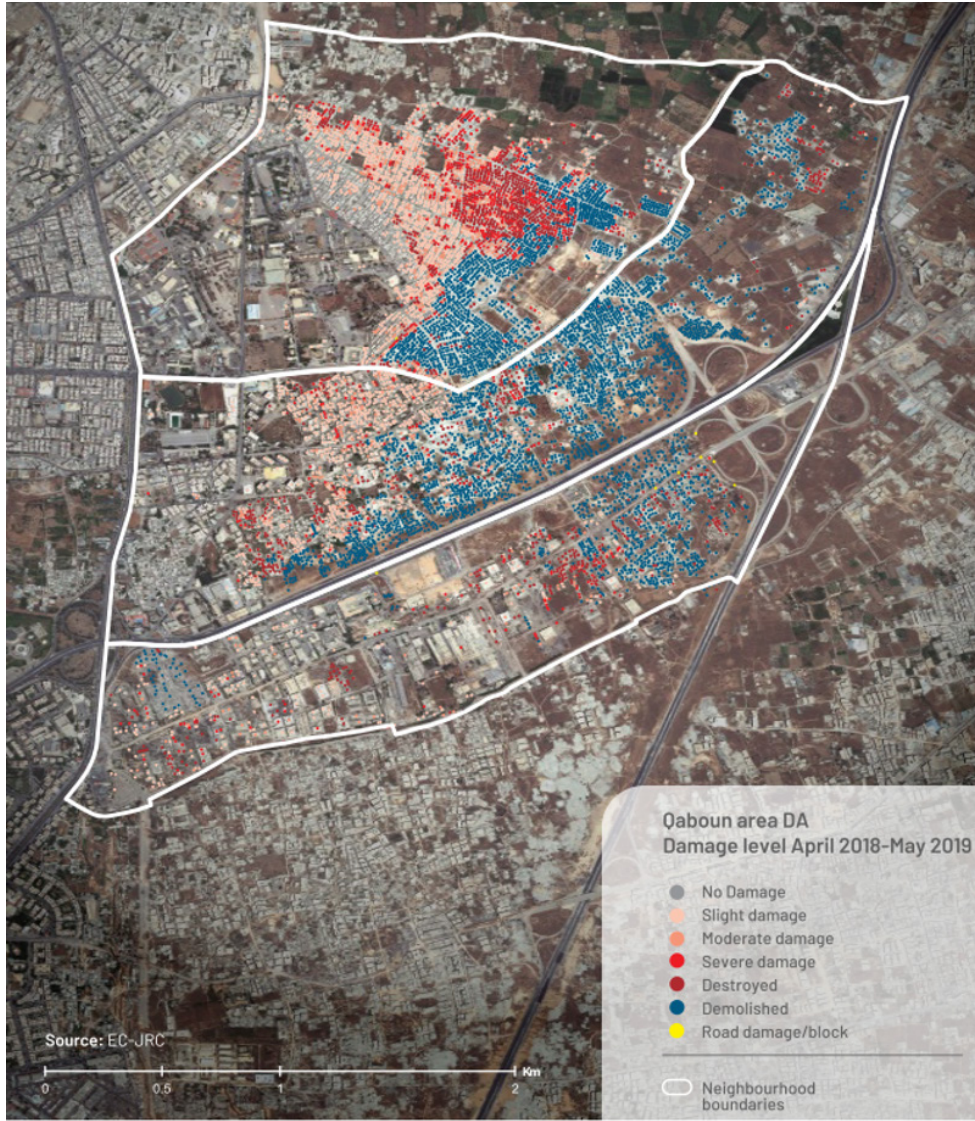 Qaboun area DA
Damage level April 2018-May 2019
No Damage
Slight damage
Moderate damage
Severe damage
Destroyed
Demolished
Road damage/block
Neighbourhood
boundaries
Source: EC-JRC
0 0.5 1 2 Km